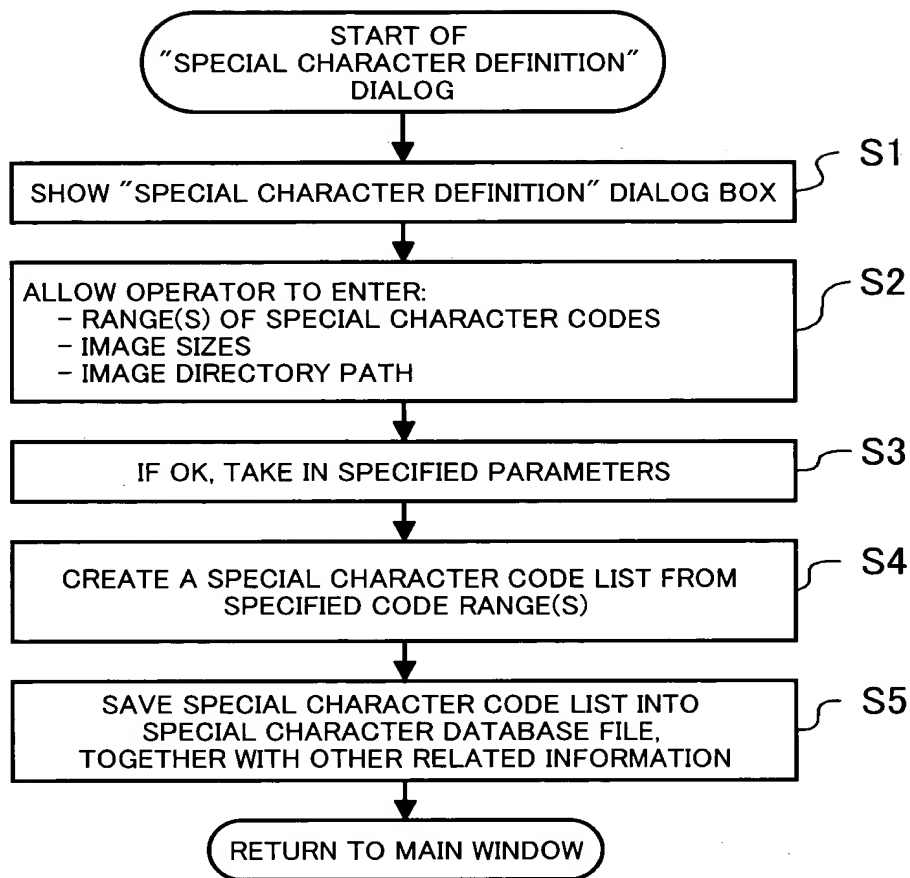 START OF
"SPECIAL CHARACTER DEFINITION"
DIALOG
S1
SHOW "SPECIAL CHARACTER DEFINITION" DIALOG BOX
S2
ALLOW OPERATOR TO ENTER:
- RANGE(S) OF SPECIAL CHARACTER CODES
- IMAGE SIZES
- IMAGE DIRECTORY PATH
S3
IF OK, TAKE IN SPECIFIED PARAMETERS
S4
CREATE A SPECIAL CHARACTER CODE LIST FROM
SPECIFIED CODE RANGE(S)
S5
SAVE SPECIAL CHARACTER CODE LIST INTO
SPECIAL CHARACTER DATABASE FILE,
TOGETHER WITH OTHER RELATED INFORMATION
RETURN TO MAIN WINDOW